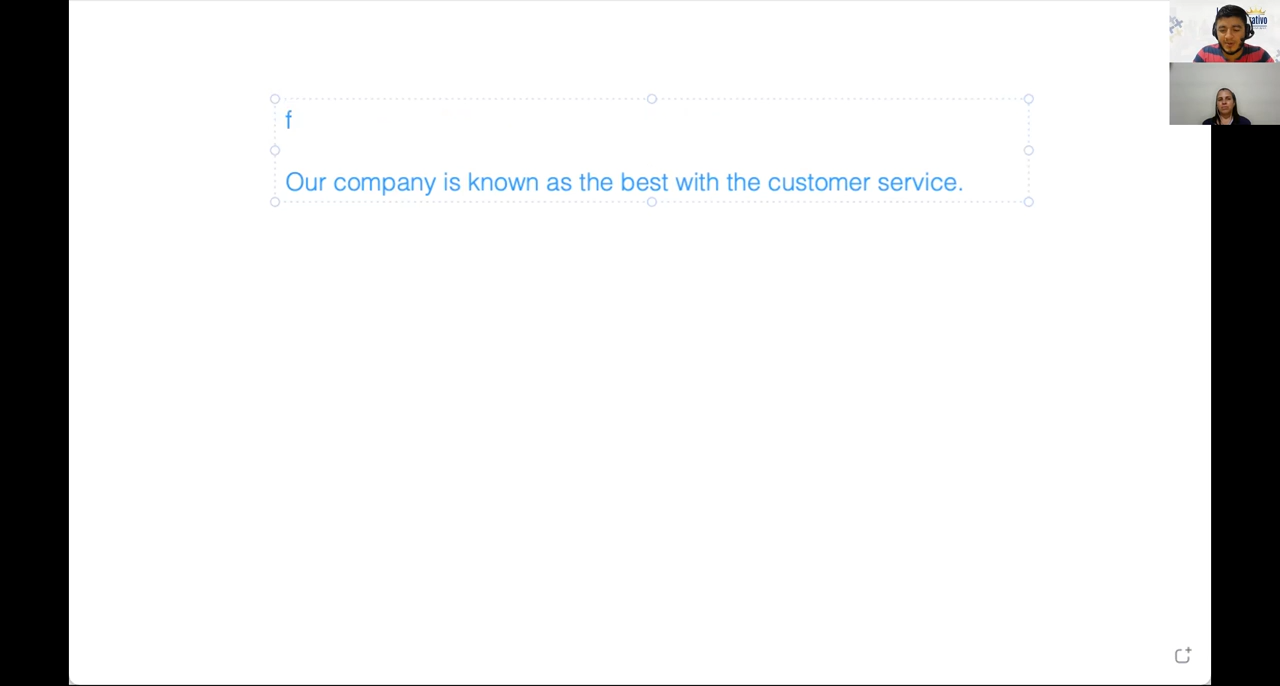 f
Our company is known as the best with the customer service.